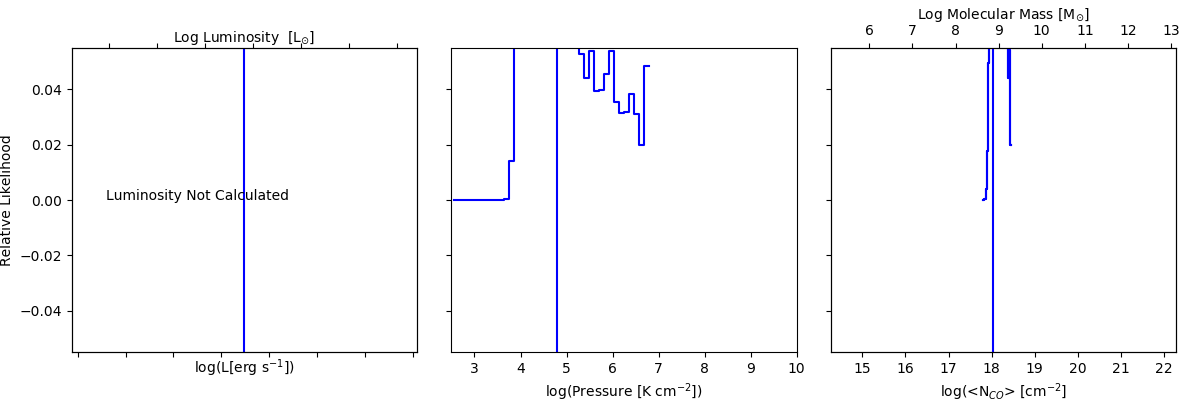 Log Luminosity [L☉]
Log Molecular Mass [M☉]
6 7 8 9 10 11 12 13
Relative Likelihood
0.04
0.02
0.00
−0.02
−0.04
Luminosity Not Calculated
3 4 5 6 7 8 9 10
15 16 17 18 19 20 21 22
log(L[erg s⁻¹])
log(Pressure [K cm⁻²])
log(<N_CO> [cm⁻²]